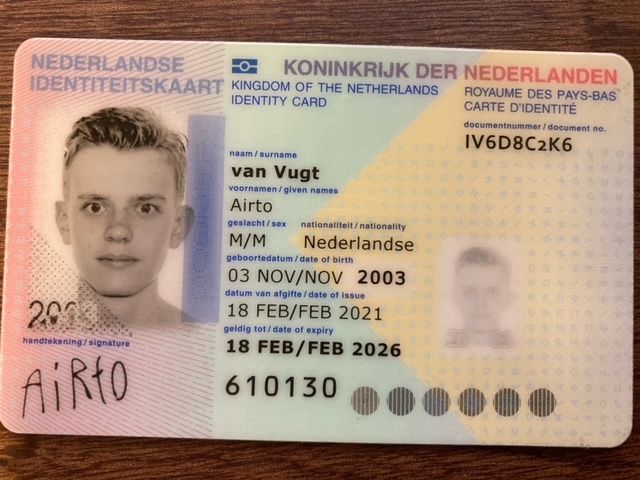 KONINKRIJK DER NEDERLANDEN
NEDERLANDSE
IDENTITEITSKAART
KINGDOM OF THE NETHERLANDS
IDENTITY CARD
ROYAUME DES PAYS-BAS
CARTE D'IDENTITÉ
documentnummer / document no.
IV6D8C2K6
naam / surname
van Vugt
voornamen / given names
Airto
geslacht / sex nationaliteit / nationality
M/M Nederlandse
geboortedatum / date of birth
03 NOV/NOV 2003
datum van afgifte / date of issue
18 FEB/FEB 2021
geldig tot / date of expiry
18 FEB/FEB 2026
handtekening / signature
AiRto
610130